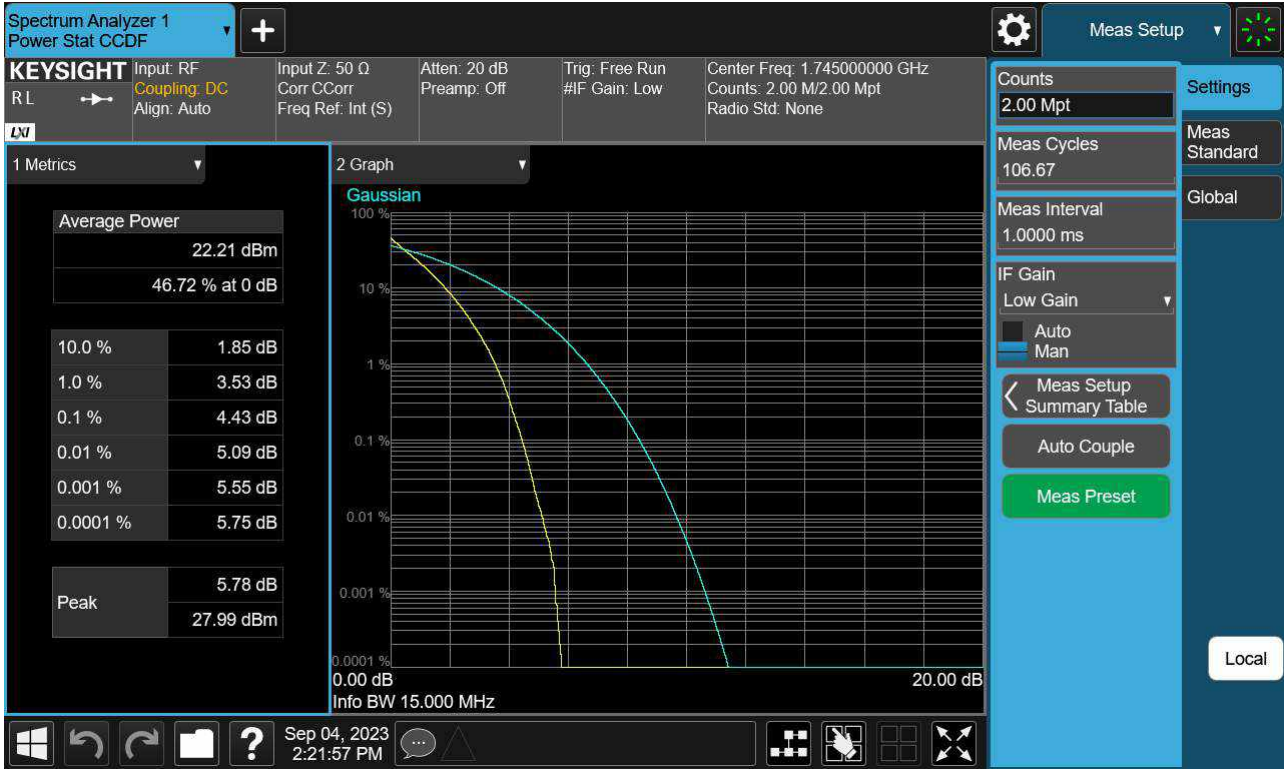 Spectrum Analyzer 1
Power Stat CCDF
+
Meas Setup
KEYSIGHT
RL
LXI
Input: RF
Coupling: DC
Align: Auto
Input Z: 50 Ω
Corr CCorr
Freq Ref: Int (S)
Atten: 20 dB
Preamp: Off
Trig: Free Run
#IF Gain: Low
Center Freq: 1.745000000 GHz
Counts: 2.00 M/2.00 Mpt
Radio Std: None
1 Metrics
Average Power
22.21 dBm
46.72 % at 0 dB
10.0 % 1.85 dB
1.0 % 3.53 dB
0.1 % 4.43 dB
0.01 % 5.09 dB
0.001 % 5.55 dB
0.0001 % 5.75 dB
Peak
5.78 dB
27.99 dBm
2 Graph
Gaussian
100 %
10 %
1 %
0.1 %
0.01 %
0.001 %
0.0001 %
0.00 dB 20.00 dB
Info BW 15.000 MHz
Counts
2.00 Mpt
Meas Cycles
106.67
Meas Interval
1.0000 ms
IF Gain
Low Gain
Auto
Man
Meas Setup
Summary Table
Auto Couple
Meas Preset
Settings
Meas
Standard
Global
Local
?
Sep 04, 2023
2:21:57 PM